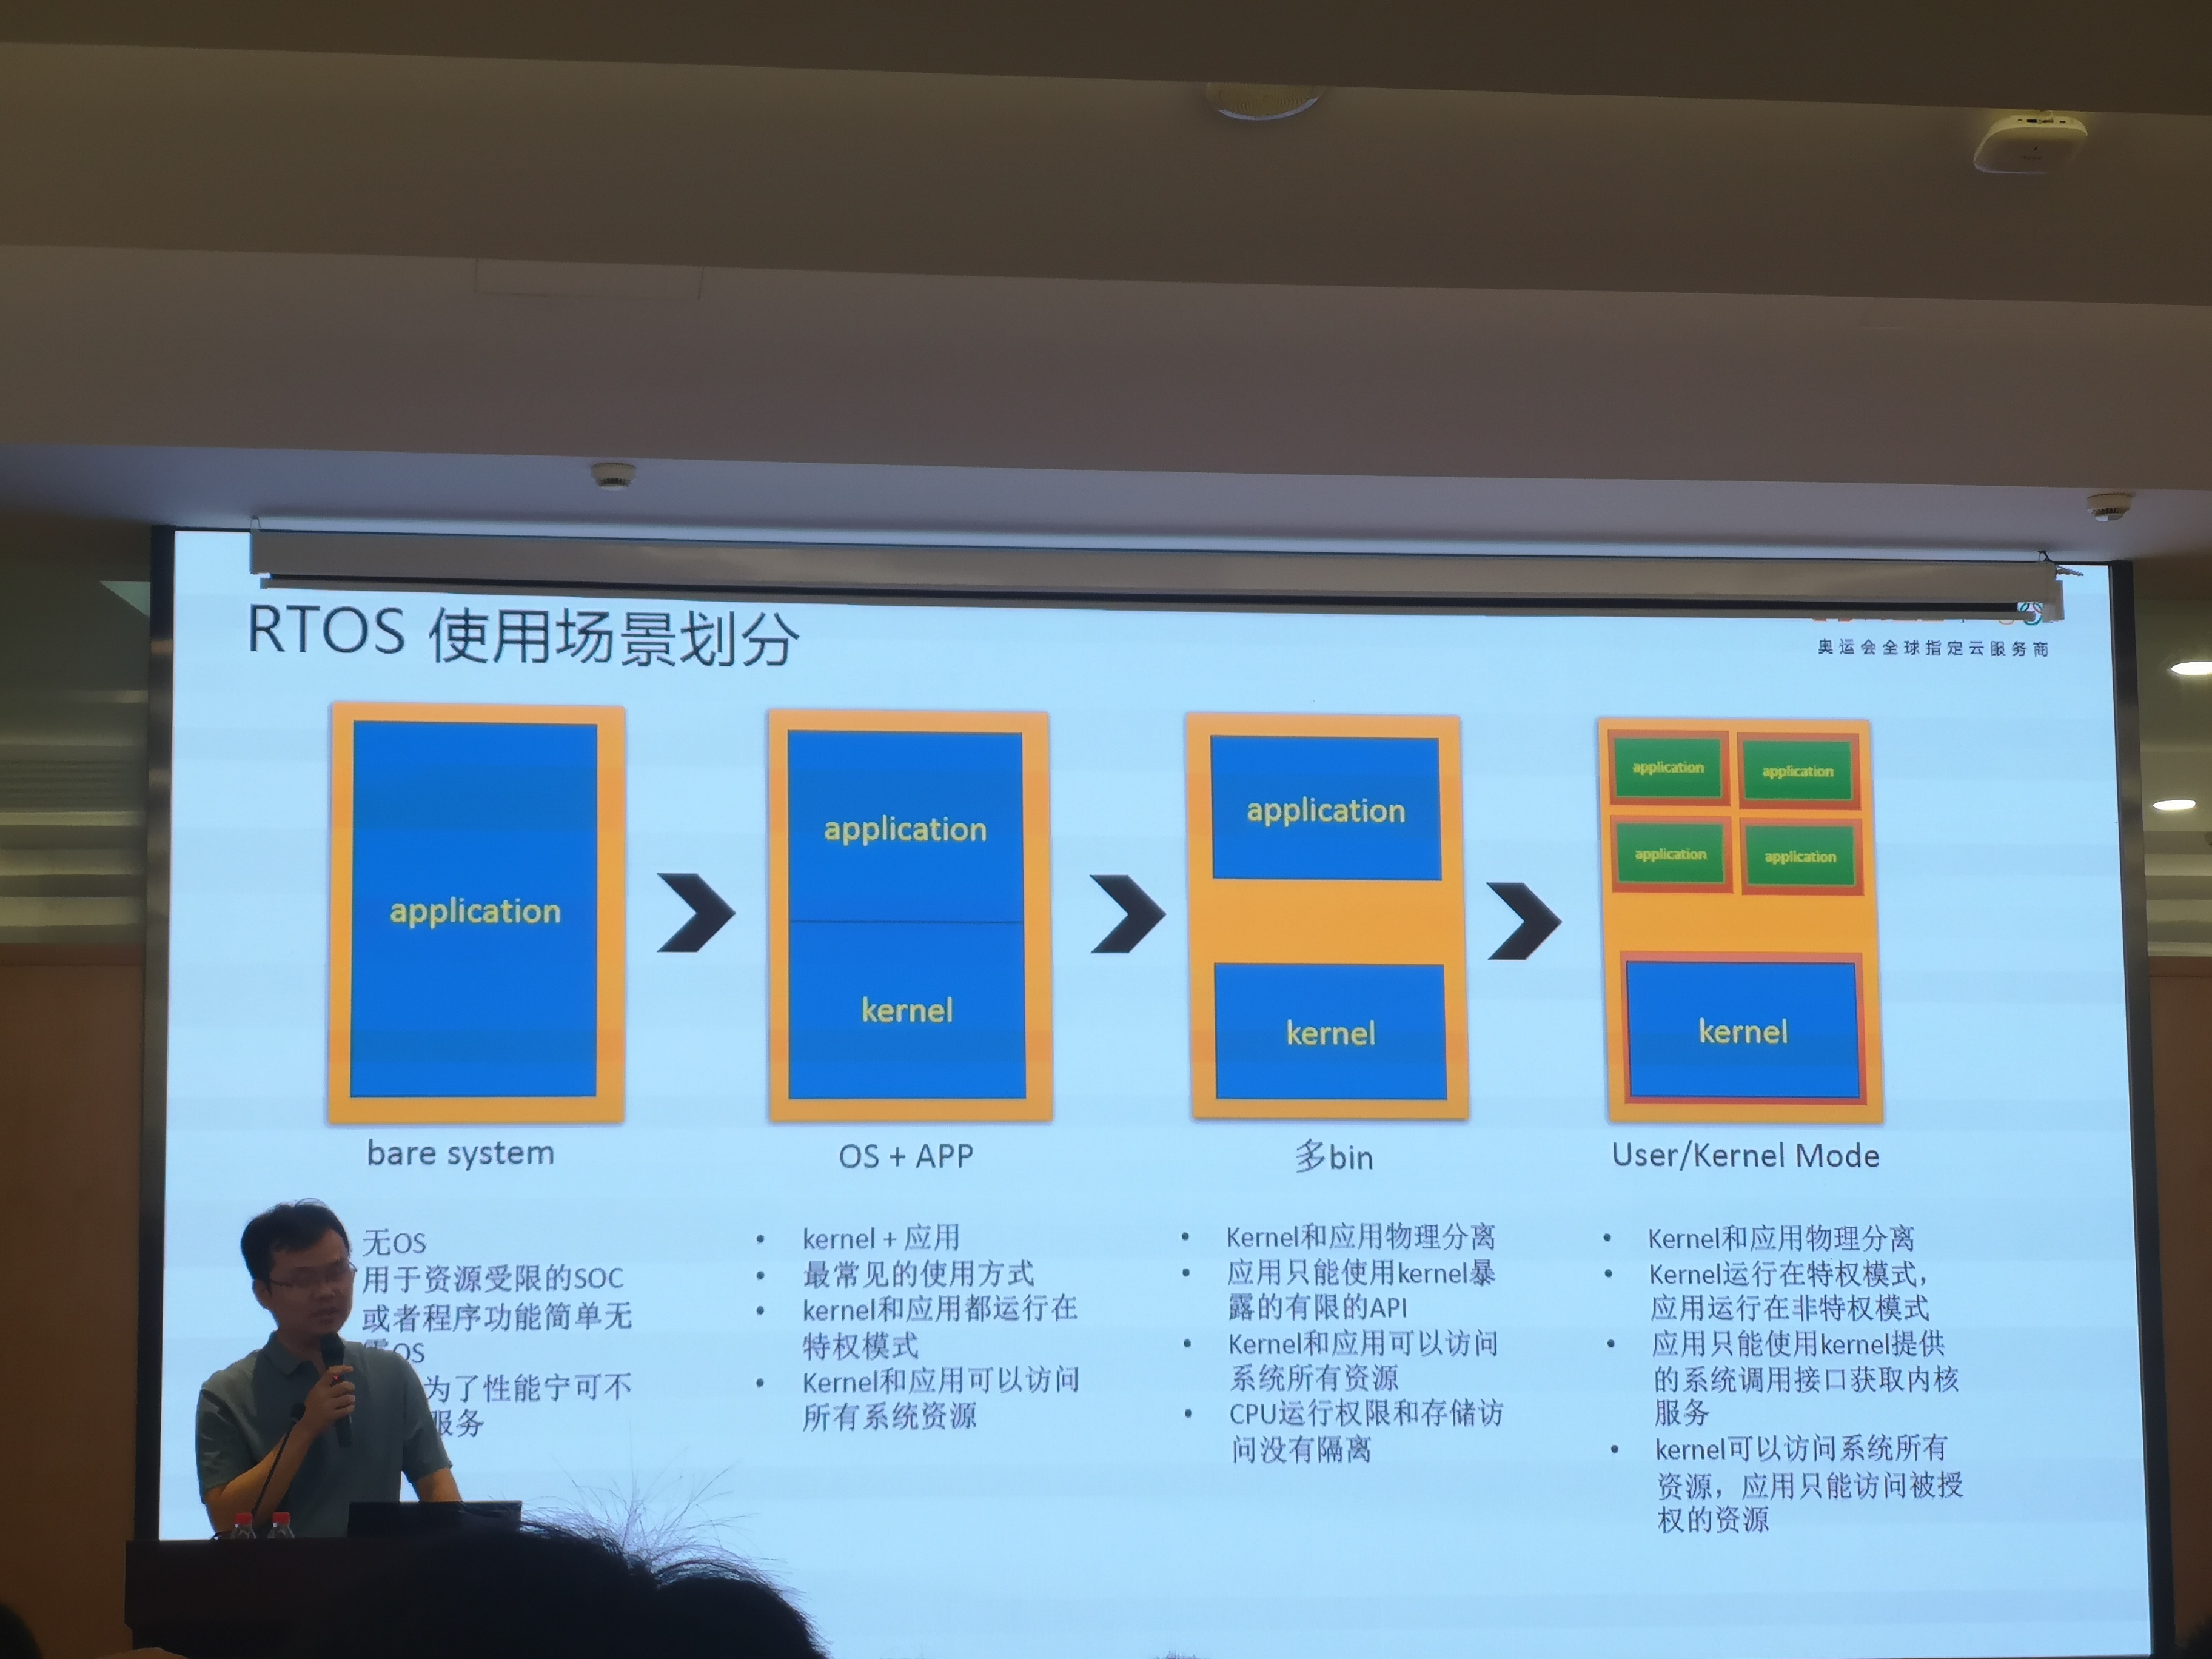 RTOS 使用场景划分
奥运会全球指定云服务商
application
bare system
无OS
用于资源受限的SOC
或者程序功能简单无
OS
为了性能宁可不
服务
application
kernel
OS + APP
• kernel + 应用
• 最常见的使用方式
• kernel和应用都运行在
特权模式
• Kernel和应用可以访问
所有系统资源
application
kernel
多bin
• Kernel和应用物理分离
• 应用只能使用kernel暴
露的有限的API
• Kernel和应用可以访问
系统所有资源
• CPU运行权限和存储访
问没有隔离
application
application
application
application
kernel
User/Kernel Mode
• Kernel和应用物理分离
• Kernel运行在特权模式，
应用运行在非特权模式
• 应用只能使用kernel提供
的系统调用接口获取内核
服务
• kernel可以访问系统所有
资源，应用只能访问被授
权的资源